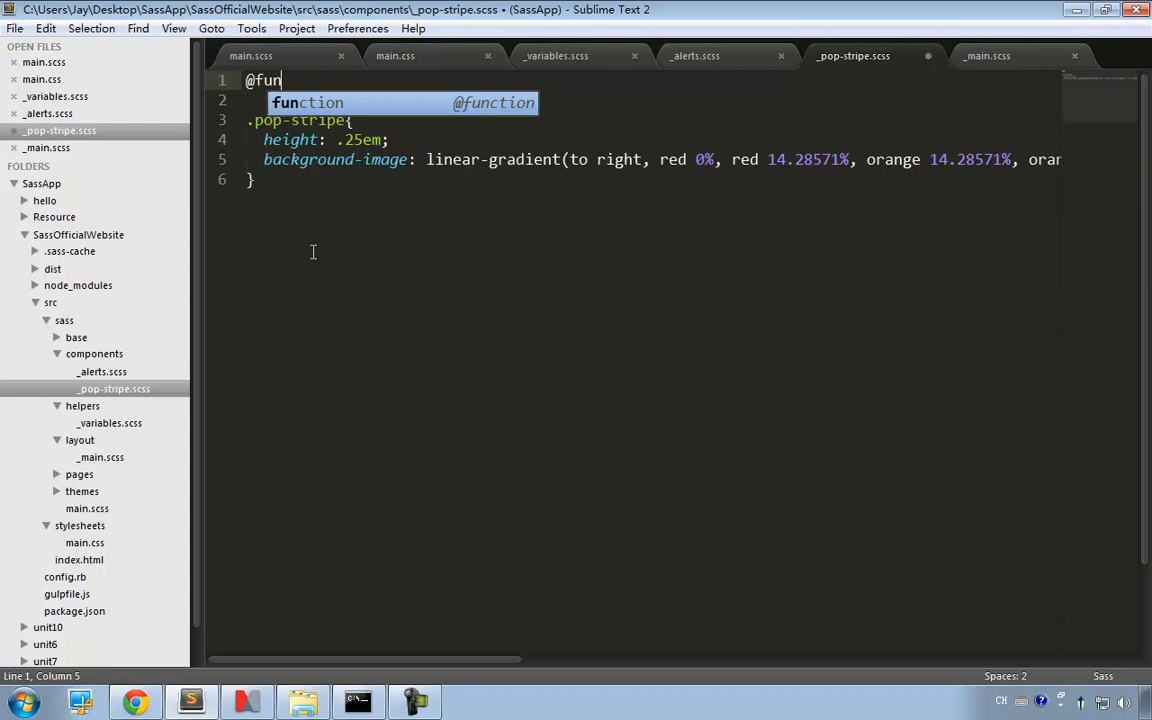 C:\Users\Jay\Desktop\SassApp\SassOfficialWebsite\src\sass\components\_pop-stripe.scss • (SassApp) - Sublime Text 2
File Edit Selection Find View Goto Tools Project Preferences Help
OPEN FILES
main.scss
main.css
_variables.scss
_alerts.scss
_pop-stripe.scss
_main.scss
FOLDERS
SassApp
hello
Resource
SassOfficialWebsite
.sass-cache
dist
node_modules
src
sass
base
components
_alerts.scss
_pop-stripe.scss
helpers
_variables.scss
layout
_main.scss
pages
themes
main.scss
stylesheets
main.css
index.html
config.rb
gulpfile.js
package.json
unit10
unit6
unit7
main.scss main.css _variables.scss _alerts.scss _pop-stripe.scss _main.scss
1 @fun
function @function
2
3 .pop-stripe{
4 height: .25em;
5 background-image: linear-gradient(to right, red 0%, red 14.28571%, orange 14.28571%, oran
6 }
Line 1, Column 5
Spaces: 2 Sass
CH